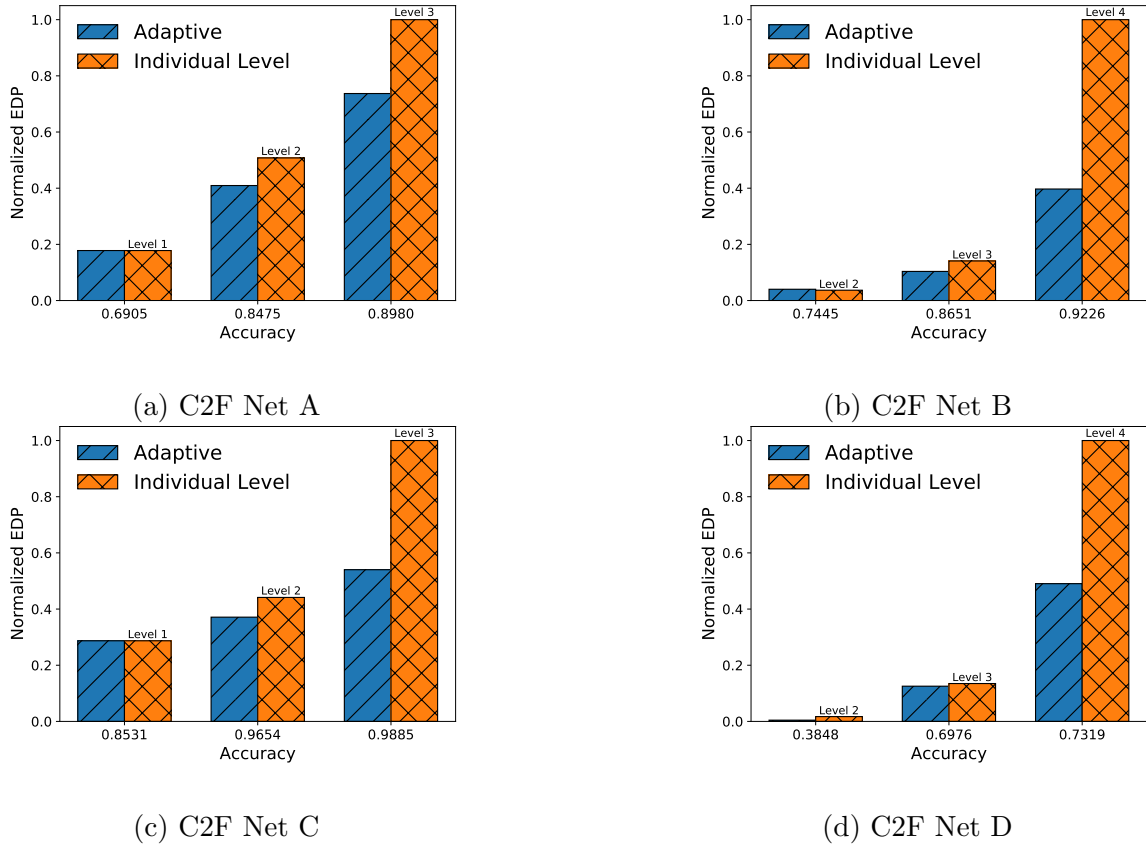 Normalized EDP
1.0
0.8
0.6
0.4
0.2
0.0
Adaptive
Individual Level
Level 1
Level 2
Level 3
0.6905 0.8475 0.8980
Accuracy
(a) C2F Net A
Normalized EDP
1.0
0.8
0.6
0.4
0.2
0.0
Adaptive
Individual Level
Level 2
Level 3
Level 4
0.7445 0.8651 0.9226
Accuracy
(b) C2F Net B
Normalized EDP
1.0
0.8
0.6
0.4
0.2
0.0
Adaptive
Individual Level
Level 1
Level 2
Level 3
0.8531 0.9654 0.9885
Accuracy
(c) C2F Net C
Normalized EDP
1.0
0.8
0.6
0.4
0.2
0.0
Adaptive
Individual Level
Level 2
Level 3
Level 4
0.3848 0.6976 0.7319
Accuracy
(d) C2F Net D